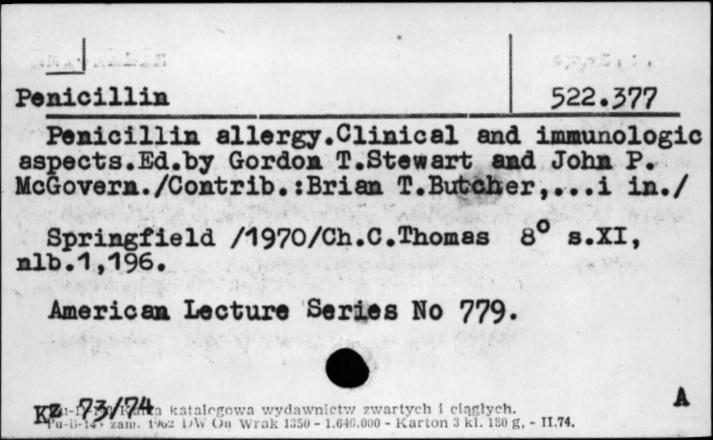 Penicillin 522.377
Penicillin allergy.Clinical and immunologic
aspects.Ed.by Gordon T.Stewart and John P.
McGovern./Contrib.:Brian T.Butcher,...i in./
Springfield /1970/Ch.C.Thomas 8° s.XI,
nlb.1,196.
American Lecture Series No 779.
A
KZ 73/74 katalogowa wydawnictw zwartych i ciągłych.
zam. DW On Wrak 1350 - 1.640.000 - Karton 3 kl. 180 g, - II.74.